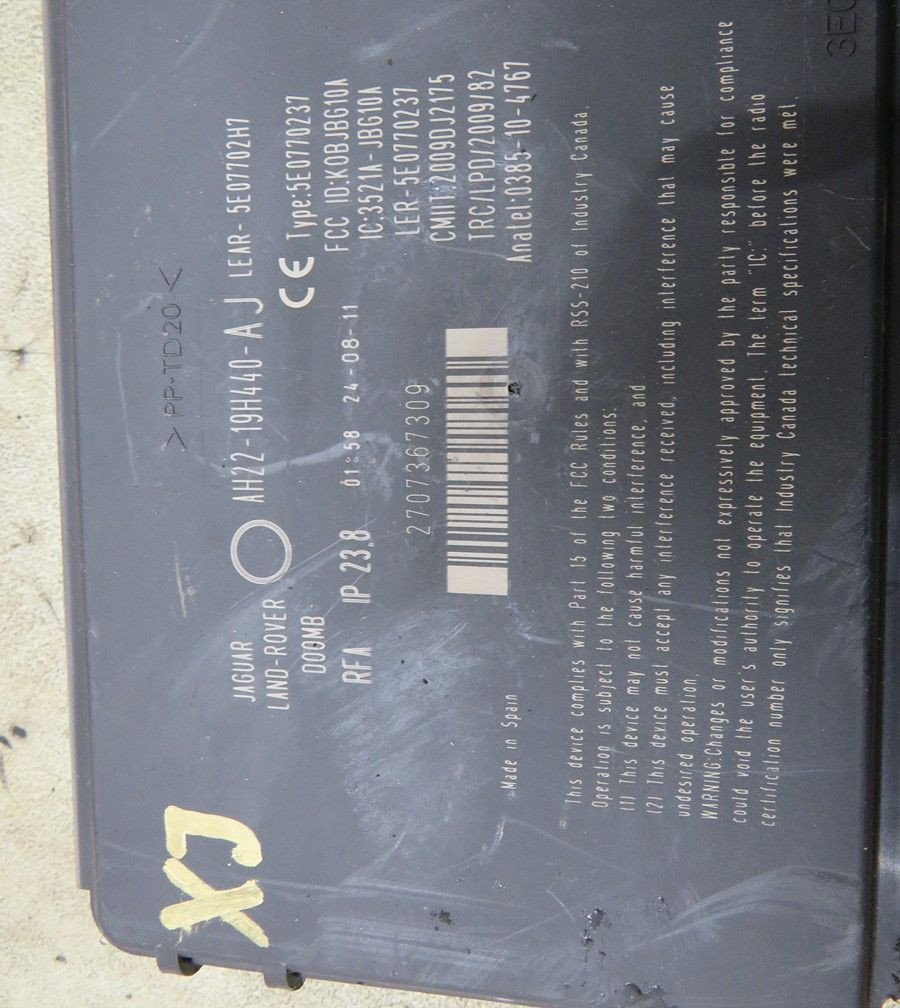 > PP-TD20 <
JAGUAR
LAND-ROVER
D00MB
AH22-19H440-AJ LEAR- 5E07702H7
CE Type:5E0770237
FCC ID:KOBJBG10A
IC:3521A-JBG10A
LER-5E0770237
CMIIT:2009DJ2175
TRC/LPD/2009/82
Anatel:0385-10-4767
RFA IP 23.8 01:58 24-08-11
2707367309
Made in Spain
This device complies with Part 15 of the FCC Rules and with RSS-210 of Industry Canada.
Operation is subject to the following two conditions:
(1) This device may not cause harmful interference, and
(2) This device must accept any interference received, including interference that may cause
undesired operation.
WARNING:Changes or modifications not expressively approved by the party responsible for compliance
could void the user's authority to operate the equipment. The term "IC:" before the radio
certification number only signifies that Industry Canada technical specifications were met.
XJ